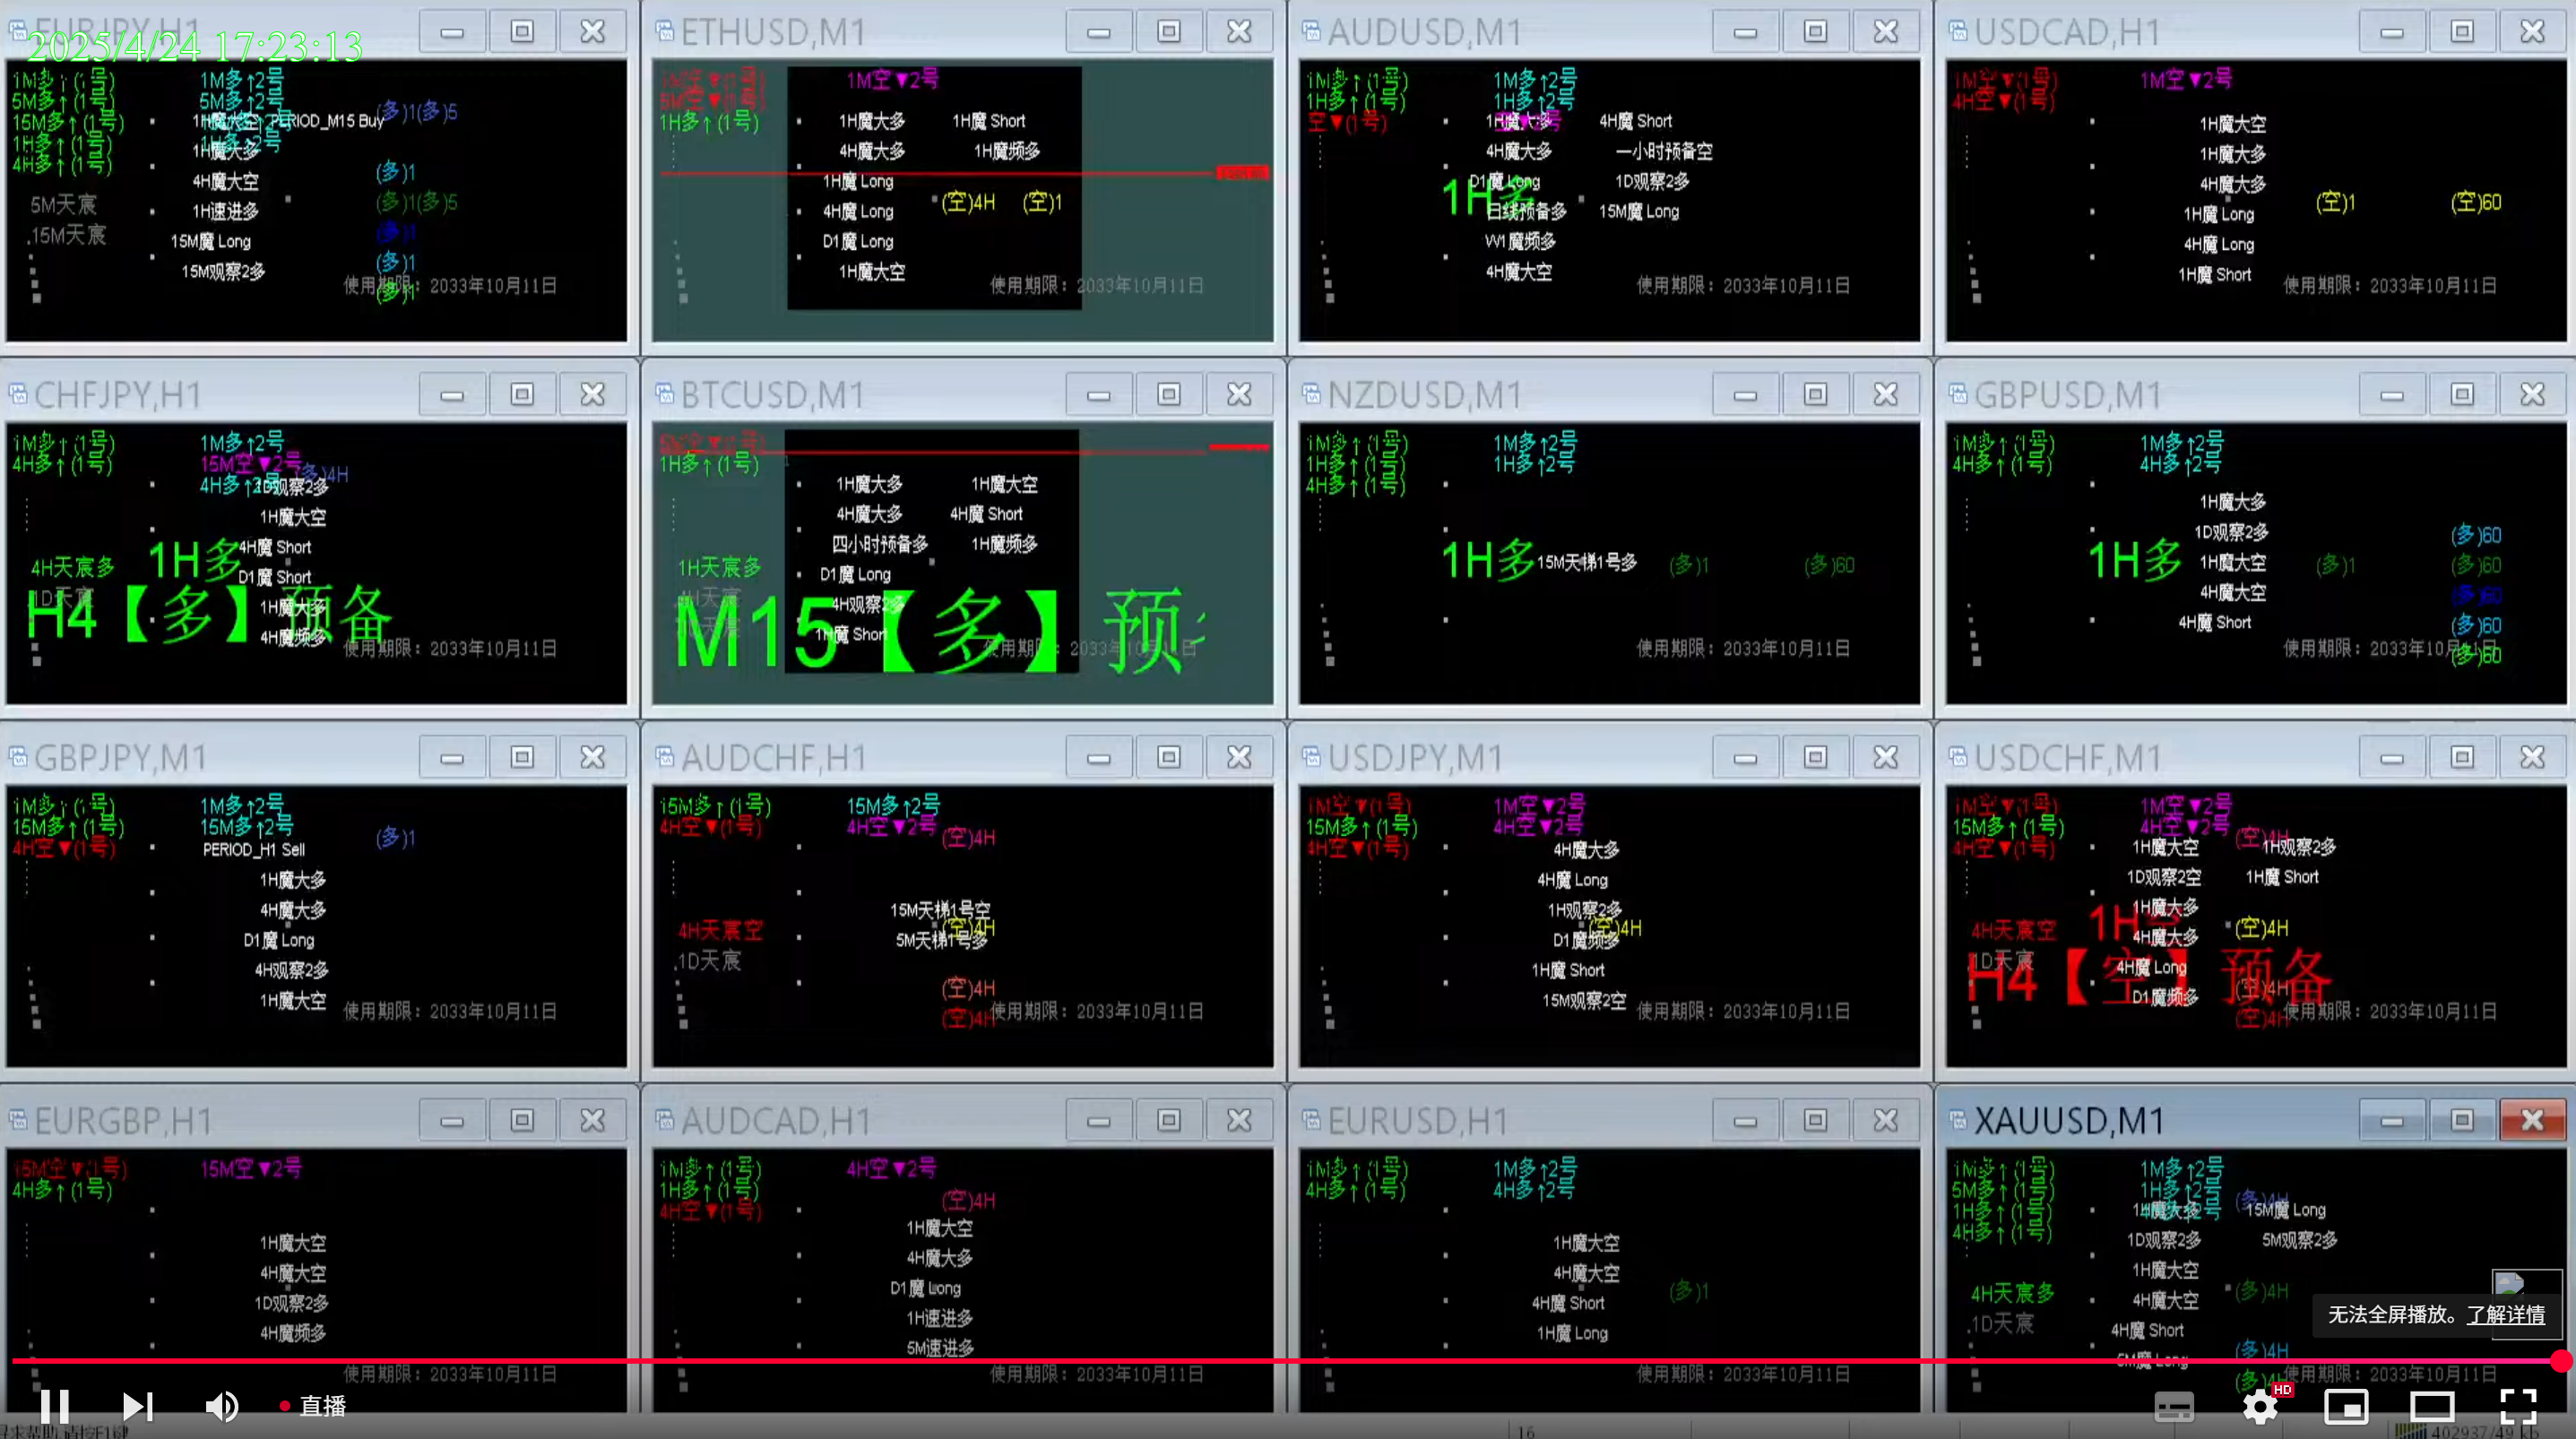 EURJPY,H1
2025/4/24 17:23:13
1M多↑(1号) 1M多↑2号
5M多↑(1号) 5M多↑2号
15M多↑(1号) PERIOD_M15 Buy (多)1(多)5
1H多↑(1号) 1H多↑2号
4H多↑(1号) 1H魔大多
(多)1
4H魔大空
5M天宸 1H速进多 (多)1(多)5
.15M天宸 15M魔 Long (多)1
15M观察2多 (多)1
使用期限：2033年10月11日
(多)1
ETHUSD,M1
1M空▼(1号) 1M空▼2号
5M空▼(1号)
1H多↑(1号) 1H魔大多 1H魔 Short
4H魔大多 1H魔频多
1H魔 Long
4H魔 Long (空)4H (空)1
D1魔 Long
1H魔大空
使用期限：2033年10月11日
AUDUSD,M1
1M多↑(1号) 1M多↑2号
1H多↑(1号) 1H多↑2号
空▼(1号) 1H魔大多 4H魔 Short
4H魔大多 一小时预备空
D1魔 Long 1D观察2多
1H多
日线预备多 15M魔 Long
W1魔频多
4H魔大空
使用期限：2033年10月11日
USDCAD,H1
1M空▼(1号) 1M空▼2号
4H空▼(1号)
1H魔大空
1H魔大多
4H魔大多
(空)1 (空)60
1H魔 Long
4H魔 Long
1H魔 Short
使用期限：2033年10月11日
CHFJPY,H1
1M多↑(1号) 1M多↑2号
4H多↑(1号) 15M空▼2号 (多)4H
4H多↑2号 1D观察2多
1H魔大空
1H多 4H魔 Short
4H天宸多 D1魔 Short
.1D天宸 1H魔大多
H4【多】预备
4H魔频多
使用期限：2033年10月11日
BTCUSD,M1
5M空▼(1号)
1H多↑(1号)
1H魔大多 1H魔大空
4H魔大多 4H魔 Short
四小时预备多 1H魔频多
1H天宸多 D1魔 Long
4H天宸 4H观察2多
M15【多】预
1H魔 Short
使用期限：2033年10月11日
NZDUSD,M1
1M多↑(1号) 1M多↑2号
1H多↑(1号) 1H多↑2号
4H多↑(1号)
1H多 15M天梯1号多 (多)1 (多)60
使用期限：2033年10月11日
GBPUSD,M1
1M多↑(1号) 1M多↑2号
4H多↑(1号) 4H多↑2号
1H魔大多
1D观察2多 (多)60
1H多 1H魔大空 (多)1 (多)60
4H魔大空 (多)60
4H魔 Short (多)60
使用期限：2033年10月11日
(多)60
GBPJPY,M1
1M多↑(1号) 1M多↑2号
15M多↑(1号) 15M多↑2号 (多)1
4H空▼(1号) PERIOD_H1 Sell
1H魔大多
4H魔大多
D1魔 Long
4H观察2多
1H魔大空
使用期限：2033年10月11日
AUDCHF,H1
15M多↑(1号) 15M多↑2号
4H空▼(1号) 4H空▼2号 (空)4H
15M天梯1号空
4H天宸空 (空)4H
5M天梯1号多
.1D天宸
(空)4H
(空)4H
使用期限：2033年10月11日
USDJPY,M1
1M空▼(1号) 1M空▼2号
15M多↑(1号) 4H空▼2号
4H空▼(1号) 4H魔大多
4H魔 Long
1H观察2多
(空)4H
D1魔频多
1H魔 Short
15M观察2空
使用期限：2033年10月11日
USDCHF,M1
1M空▼(1号) 1M空▼2号
15M多↑(1号) 4H空▼2号 (空)4H
4H空▼(1号) 1H魔大空 1H观察2多
1D观察2空 1H魔 Short
1H魔大多
1H空
4H天宸空 4H魔大多 (空)4H
.1D天宸 4H魔 Long
H4【空】预备
D1魔频多 (空)4H
(空)4H
使用期限：2033年10月11日
EURGBP,H1
15M空▼(1号) 15M空▼2号
4H多↑(1号)
1H魔大空
4H魔大空
1D观察2多
4H魔频多
使用期限：2033年10月11日
AUDCAD,H1
1M多↑(1号) 4H空▼2号
1H多↑(1号) (空)4H
4H空▼(1号)
1H魔大空
4H魔大多
D1魔 Long
1H速进多
5M速进多
使用期限：2033年10月11日
EURUSD,H1
1M多↑(1号) 1M多↑2号
4H多↑(1号) 4H多↑2号
1H魔大空
4H魔大空
(多)1
4H魔 Short
1H魔 Long
使用期限：2033年10月11日
XAUUSD,M1
1M多↑(1号) 1M多↑2号
5M多↑(1号) 1H多↑2号 (多)4H
1H多↑(1号) 1H魔大多 15M魔 Long
4H多↑(1号) 1D观察2多 5M观察2多
1H魔大空
4H天宸多 4H魔大空 (多)4H
.1D天宸 4H魔 Short
无法全屏播放。了解详情
5M魔 Long (多)4H
使用期限：2033年10月11日
(多)4H
直播
HD
16